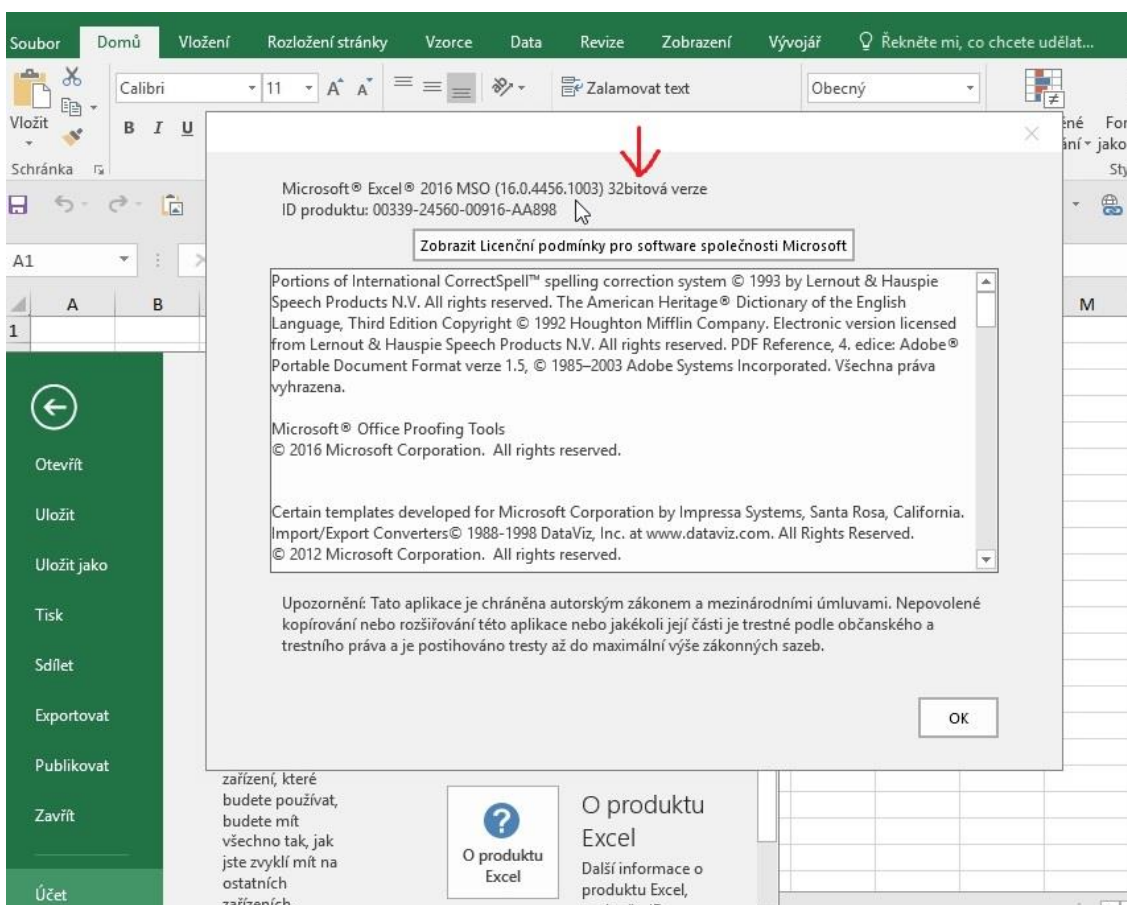 Soubor Domů Vložení Rozložení stránky Vzorce Data Revize Zobrazení Vývojář Řekněte mi, co chcete udělat...
Calibri 11 A A Zalamovat text Obecný
Vložit B I U
Schránka
A1
A B M
1
Microsoft® Excel® 2016 MSO (16.0.4456.1003) 32bitová verze
ID produktu: 00339-24560-00916-AA898
Zobrazit Licenční podmínky pro software společnosti Microsoft
Portions of International CorrectSpell™ spelling correction system © 1993 by Lernout & Hauspie
Speech Products N.V. All rights reserved. The American Heritage® Dictionary of the English
Language, Third Edition Copyright © 1992 Houghton Mifflin Company. Electronic version licensed
from Lernout & Hauspie Speech Products N.V. All rights reserved. PDF Reference, 4. edice: Adobe®
Portable Document Format verze 1.5, © 1985–2003 Adobe Systems Incorporated. Všechna práva
vyhrazena.
Microsoft® Office Proofing Tools
© 2016 Microsoft Corporation. All rights reserved.
Certain templates developed for Microsoft Corporation by Impressa Systems, Santa Rosa, California.
Import/Export Converters© 1988-1998 DataViz, Inc. at www.dataviz.com. All Rights Reserved.
© 2012 Microsoft Corporation. All rights reserved.
Upozornění: Tato aplikace je chráněna autorským zákonem a mezinárodními úmluvami. Nepovolené
kopírování nebo rozšiřování této aplikace nebo jakékoli její části je trestné podle občanského a
trestního práva a je postihováno tresty až do maximální výše zákonných sazeb.
OK
Otevřít
Uložit
Uložit jako
Tisk
Sdílet
Exportovat
Publikovat
Zavřít
Účet
zařízení, které
budete používat,
budete mít
všechno tak, jak
jste zvyklí mít na
ostatních
zařízeních
O produktu
Excel
O produktu
Excel
Další informace o
produktu Excel,